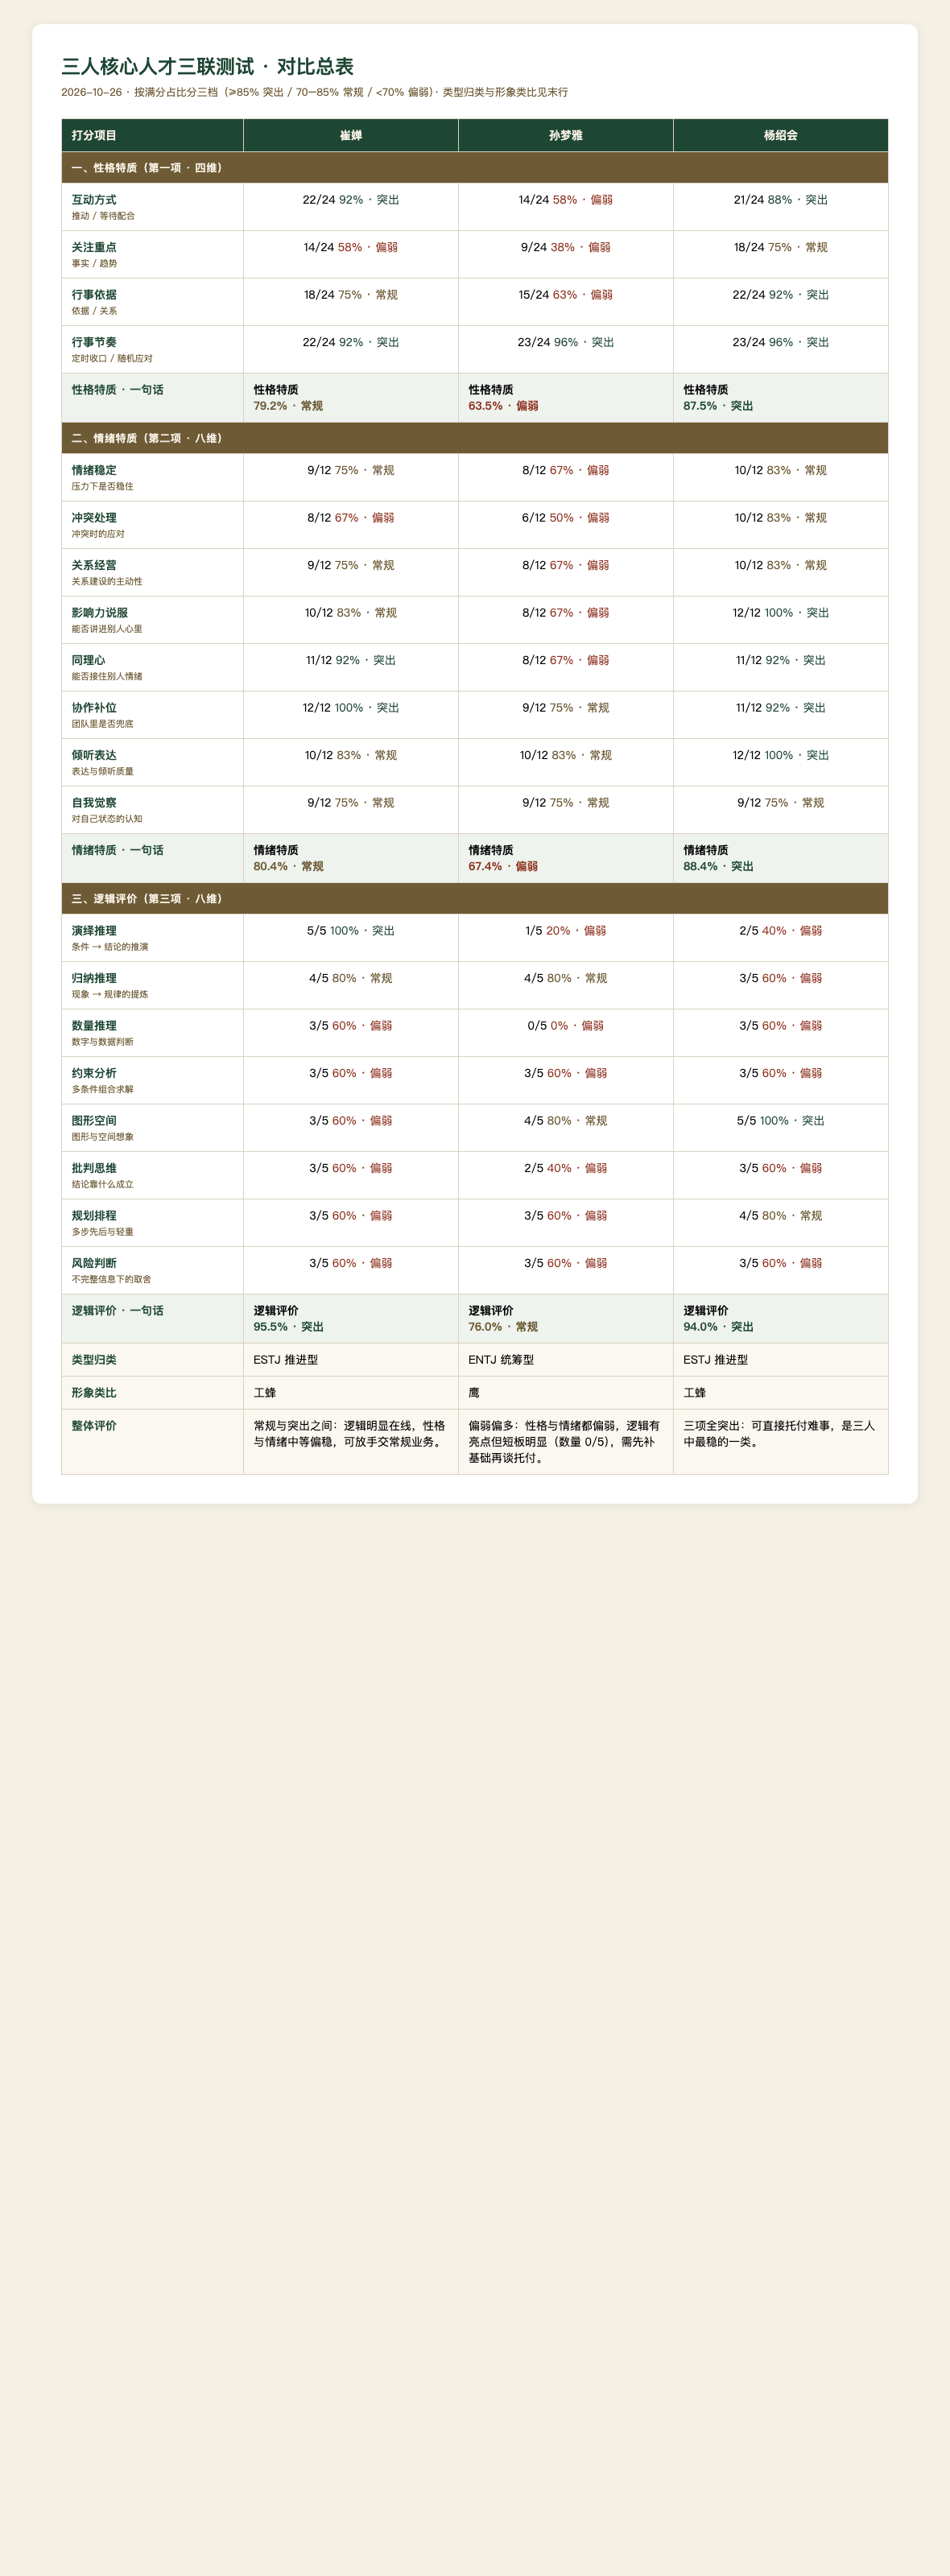 三人核心人才三联测试 · 对比总表
2026-10-26 · 按满分占比分三档（≥85% 突出 / 70—85% 常规 / <70% 偏弱）· 类型归类与形象类比见末行
打分项目 崔婵 孙梦雅 杨绍会
一、性格特质（第一项 · 四维）
互动方式 22/24 92% · 突出 14/24 58% · 偏弱 21/24 88% · 突出
推动 / 等待配合
关注重点 14/24 58% · 偏弱 9/24 38% · 偏弱 18/24 75% · 常规
事实 / 趋势
行事依据 18/24 75% · 常规 15/24 63% · 偏弱 22/24 92% · 突出
依据 / 关系
行事节奏 22/24 92% · 突出 23/24 96% · 突出 23/24 96% · 突出
定时收口 / 随机应对
性格特质 · 一句话 性格特质 性格特质 性格特质
79.2% · 常规 63.5% · 偏弱 87.5% · 突出
二、情绪特质（第二项 · 八维）
情绪稳定 9/12 75% · 常规 8/12 67% · 偏弱 10/12 83% · 常规
压力下是否稳住
冲突处理 8/12 67% · 偏弱 6/12 50% · 偏弱 10/12 83% · 常规
冲突时的应对
关系经营 9/12 75% · 常规 8/12 67% · 偏弱 10/12 83% · 常规
关系建设的主动性
影响力说服 10/12 83% · 常规 8/12 67% · 偏弱 12/12 100% · 突出
能否讲进别人心里
同理心 11/12 92% · 突出 8/12 67% · 偏弱 11/12 92% · 突出
能否接住别人情绪
协作补位 12/12 100% · 突出 9/12 75% · 常规 11/12 92% · 突出
团队里是否兜底
倾听表达 10/12 83% · 常规 10/12 83% · 常规 12/12 100% · 突出
表达与倾听质量
自我觉察 9/12 75% · 常规 9/12 75% · 常规 9/12 75% · 常规
对自己状态的认知
情绪特质 · 一句话 情绪特质 情绪特质 情绪特质
80.4% · 常规 67.4% · 偏弱 88.4% · 突出
三、逻辑评价（第三项 · 八维）
演绎推理 5/5 100% · 突出 1/5 20% · 偏弱 2/5 40% · 偏弱
条件 → 结论的推演
归纳推理 4/5 80% · 常规 4/5 80% · 常规 3/5 60% · 偏弱
现象 → 规律的提炼
数量推理 3/5 60% · 偏弱 0/5 0% · 偏弱 3/5 60% · 偏弱
数字与数据判断
约束分析 3/5 60% · 偏弱 3/5 60% · 偏弱 3/5 60% · 偏弱
多条件组合求解
图形空间 3/5 60% · 偏弱 4/5 80% · 常规 5/5 100% · 突出
图形与空间想象
批判思维 3/5 60% · 偏弱 2/5 40% · 偏弱 3/5 60% · 偏弱
结论靠什么成立
规划排程 3/5 60% · 偏弱 3/5 60% · 偏弱 4/5 80% · 常规
多步先后与轻重
风险判断 3/5 60% · 偏弱 3/5 60% · 偏弱 3/5 60% · 偏弱
不完整信息下的取舍
逻辑评价 · 一句话 逻辑评价 逻辑评价 逻辑评价
95.5% · 突出 76.0% · 常规 94.0% · 突出
类型归类 ESTJ 推进型 ENTJ 统筹型 ESTJ 推进型
形象类比 工蜂 鹰 工蜂
整体评价 常规与突出之间：逻辑明显在线，性格 偏弱偏多：性格与情绪都偏弱，逻辑有 三项全突出：可直接托付难事，是三人
与情绪中等偏稳，可放手交常规业务。 亮点但短板明显（数量 0/5），需先补 中最稳的一类。
基础再谈托付。